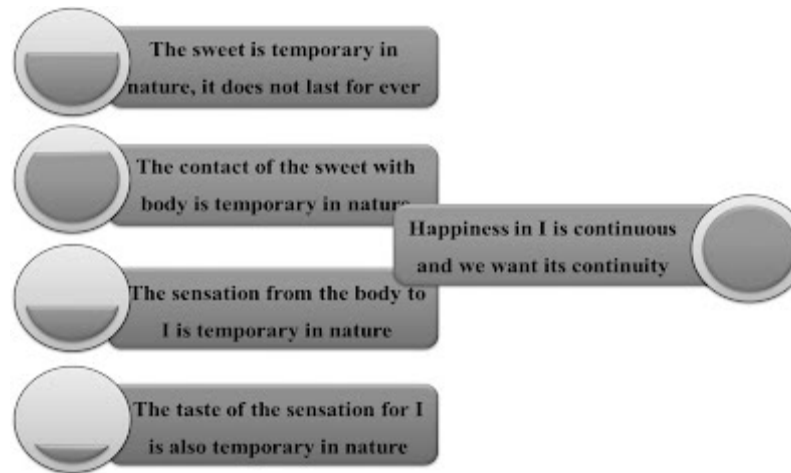 The sweet is temporary in
nature, it does not last for ever
The contact of the sweet with
body is temporary in nature
Happiness in I is continuous
and we want its continuity
The sensation from the body to
I is temporary in nature
The taste of the sensation for I
is also temporary in nature